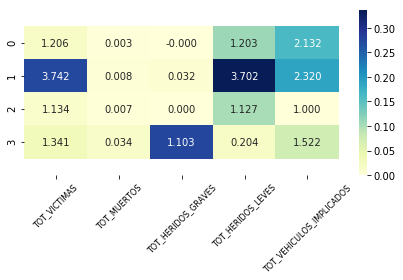 0 1.206 0.003 -0.000 1.203 2.132
1 3.742 0.008 0.032 3.702 2.320
2 1.134 0.007 0.000 1.127 1.000
3 1.341 0.034 1.103 0.204 1.522
TOT_VICTIMAS
TOT_MUERTOS
TOT_HERIDOS_GRAVES
TOT_HERIDOS_LEVES
TOT_VEHICULOS_IMPLICADOS
0.30
0.25
0.20
0.15
0.10
0.05
0.00